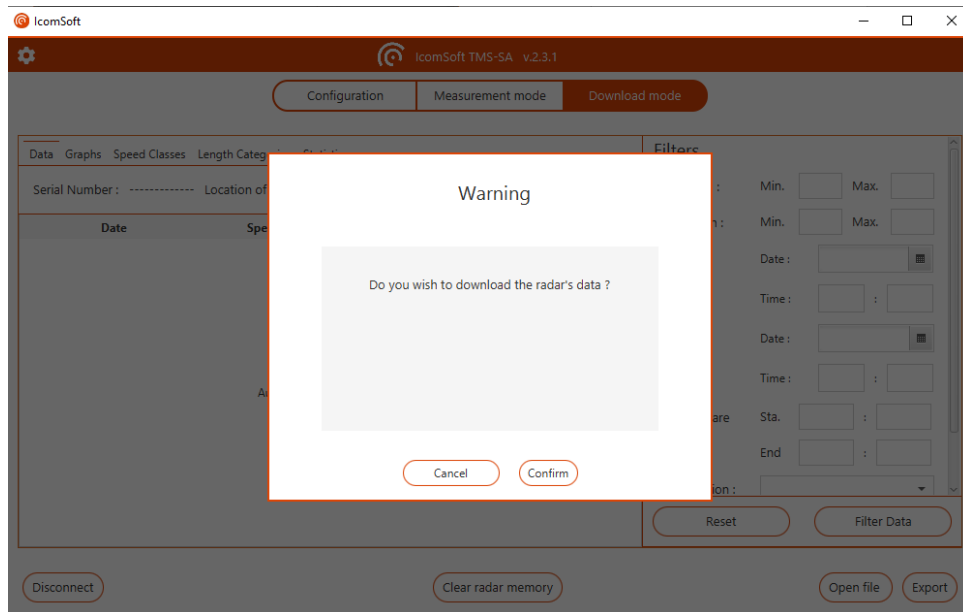 IcomSoft
IcomSoft TMS-SA v.2.3.1
Configuration Measurement mode Download mode
Data Graphs Speed Classes Length
Filters
Serial Number : ------------- Location of
Warning
: Min. Max.
Date
: Min. Max.
Do you wish to download the radar's data ?
Date :
Time : :
Date :
Time : :
Sta. :
End :
Cancel Confirm
Reset Filter Data
Disconnect Clear radar memory Open file Export